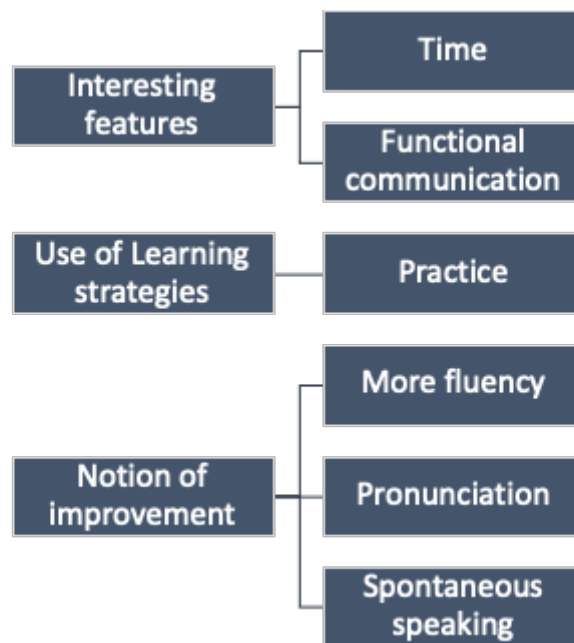 Interesting
features
Time
Functional
communication
Use of Learning
strategies
Practice
Notion of
improvement
More fluency
Pronunciation
Spontaneous
speaking